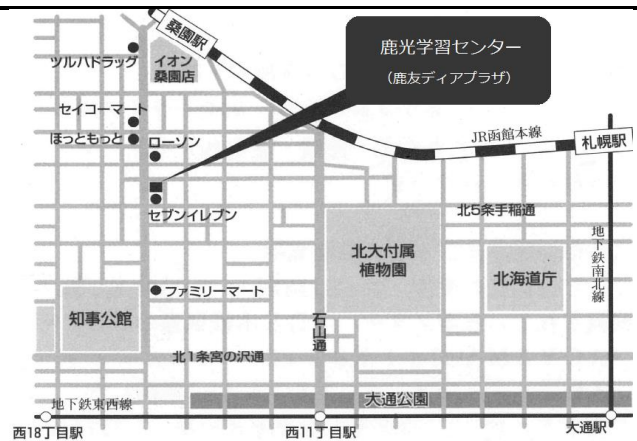 桑園駅
鹿光学習センター
(鹿友ディアプラザ)
ツルハドラッグ
イオン
桑園店
セイコーマート
ほっともっと
ローソン
JR函館本線
札幌駅
セブンイレブン
北5条手稲通
地下鉄南北線
北大付属
植物園
北海道庁
ファミリーマート
知事公館
石山通
北1条宮の沢通
大通公園
地下鉄東西線
西18丁目駅
西11丁目駅
大通駅